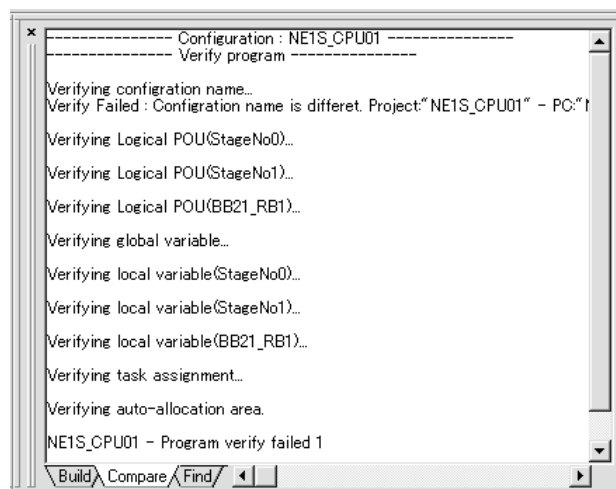 --------------- Configuration : NE1S_CPU01 ---------------
--------------- Verify program ---------------
Verifying configration name...
Verify Failed : Configration name is differet. Project:"NE1S_CPU01" - PC:"
Verifying Logical POU(StageNo0)...
Verifying Logical POU(StageNo1)...
Verifying Logical POU(BB21_RB1)...
Verifying global variable...
Verifying local variable(StageNo0)...
Verifying local variable(StageNo1)...
Verifying local variable(BB21_RB1)...
Verifying task assignment...
Verifying auto-allocation area.
NE1S_CPU01 - Program verify failed 1
Build Compare Find